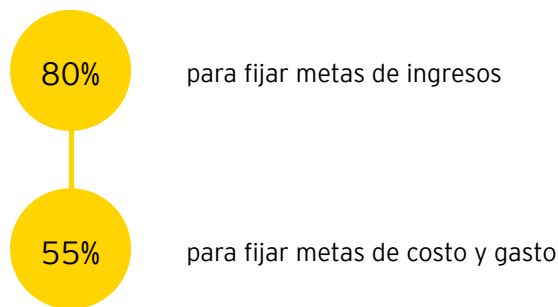 80%
para fijar metas de ingresos
55%
para fijar metas de costo y gasto